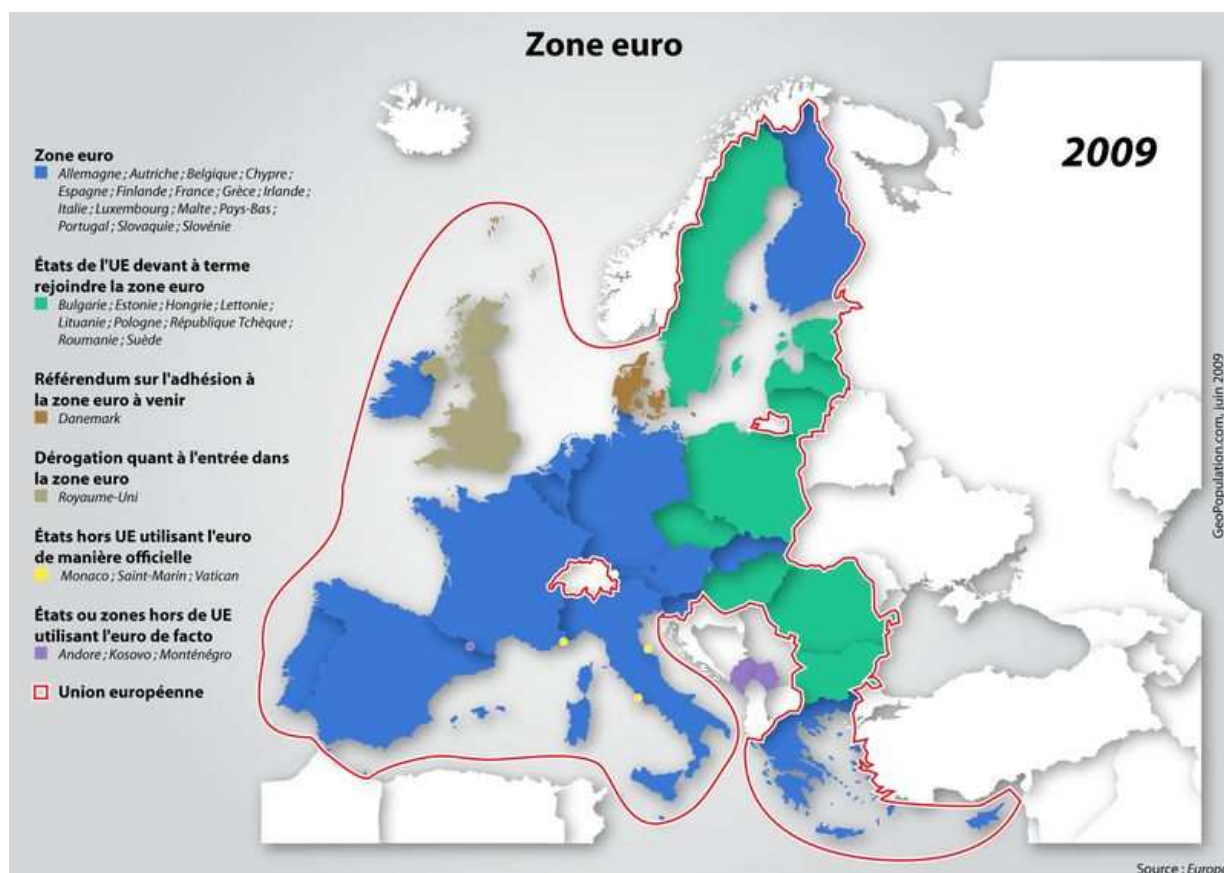 Zone euro
2009
Zone euro
Allemagne ; Autriche ; Belgique ; Chypre ;
Espagne ; Finlande ; France ; Grèce ; Irlande ;
Italie ; Luxembourg ; Malte ; Pays-Bas ;
Portugal ; Slovaquie ; Slovénie
États de l'UE devant à terme
rejoindre la zone euro
Bulgarie ; Estonie ; Hongrie ; Lettonie ;
Lituanie ; Pologne ; République Tchèque ;
Roumanie ; Suède
Référendum sur l'adhésion à
la zone euro à venir
Danemark
Dérogation quant à l'entrée dans
la zone euro
Royaume-Uni
États hors UE utilisant l'euro
de manière officielle
Monaco ; Saint-Marin ; Vatican
États ou zones hors de UE
utilisant l'euro de facto
Andore ; Kosovo ; Monténégro
Union européenne
GeoPopulation.com, juin 2009
Source :